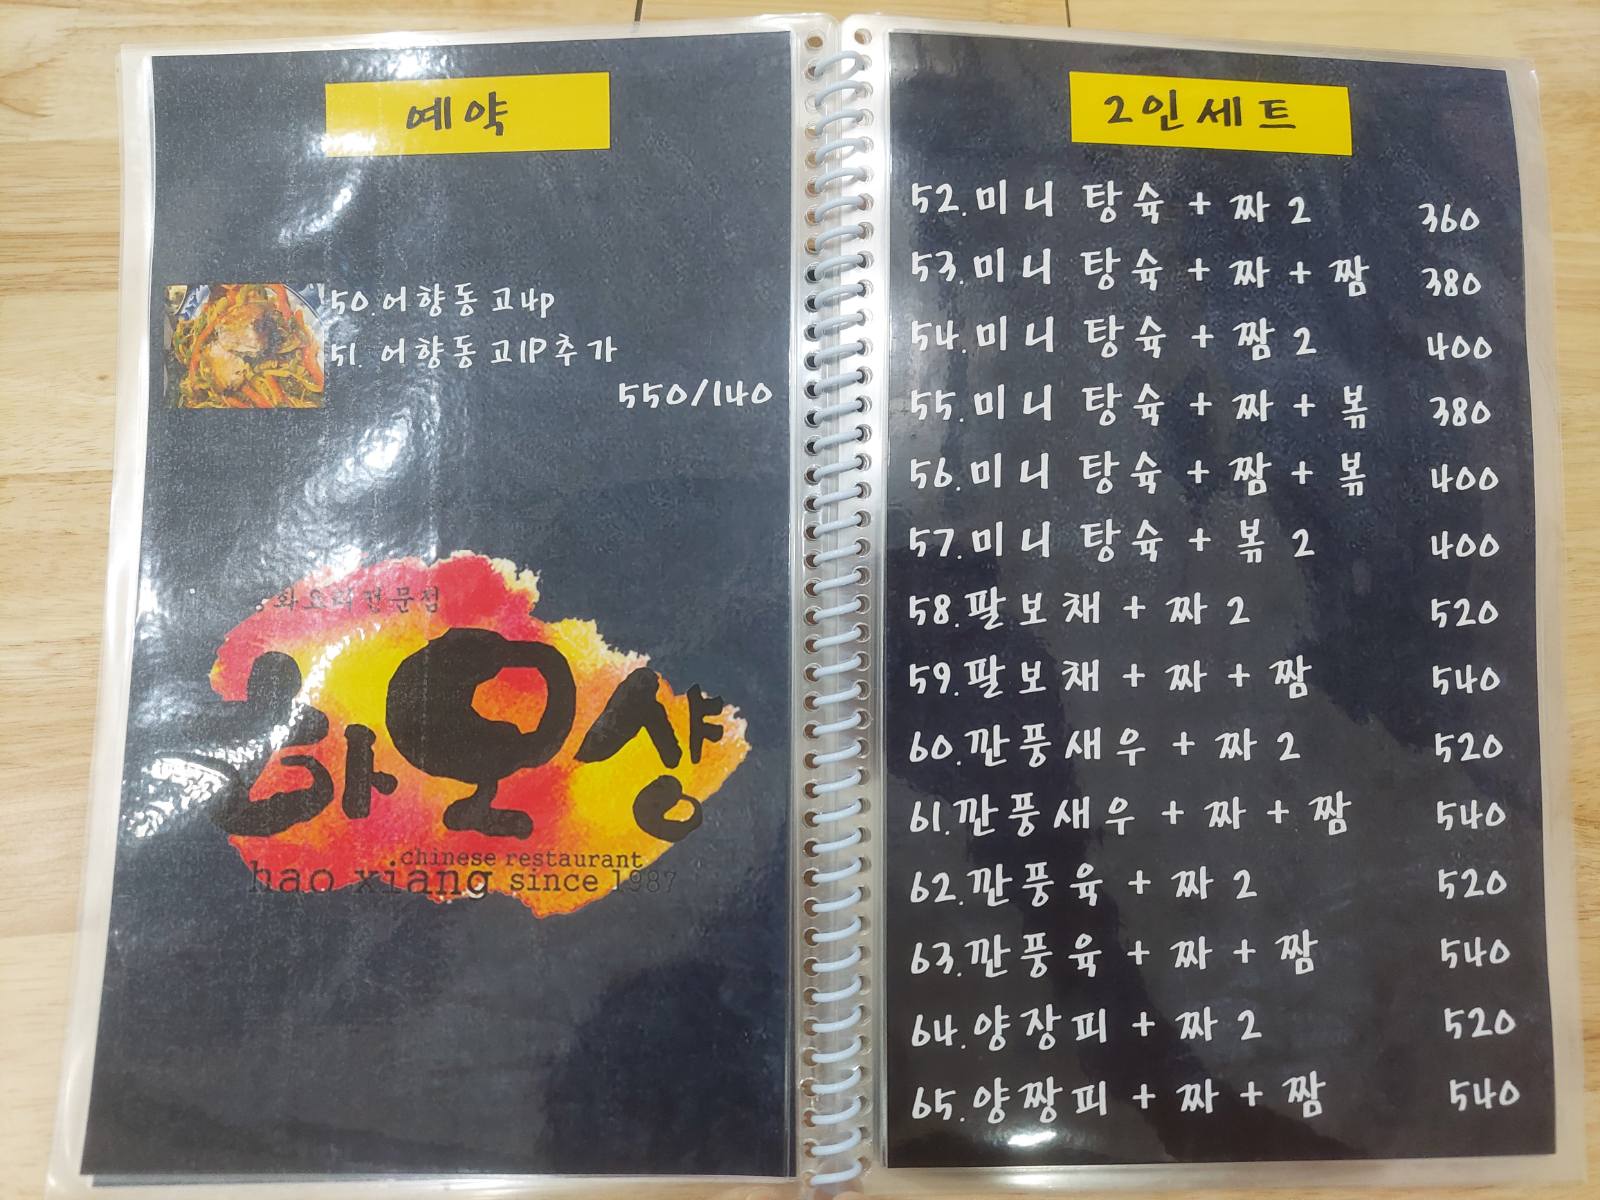 예약
50.어향동고4p
51. 어향동고1P추가
550/140
화요리전문점
하오샹
chinese restaurant
hao xiang since 1987
2인세트
52.미니 탕슉 + 짜 2 360
53.미니 탕슉 + 짜 + 짬 380
54.미니 탕슉 + 짬 2 400
55.미니 탕슉 + 짜 + 볶 380
56.미니 탕슉 + 짬 + 볶 400
57.미니 탕슉 + 볶 2 400
58.팔보채 + 짜 2 520
59.팔보채 + 짜 + 짬 540
60.깐풍새우 + 짜 2 520
61.깐풍새우 + 짜 + 짬 540
62.깐풍육 + 짜 2 520
63.깐풍육 + 짜 + 짬 540
64.양장피 + 짜 2 520
65.양짱피 + 짜 + 짬 540